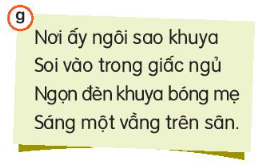 g
Nơi ấy ngôi sao khuya
Soi vào trong giấc ngủ
Ngọn đèn khuya bóng mẹ
Sáng một vầng trên sân.